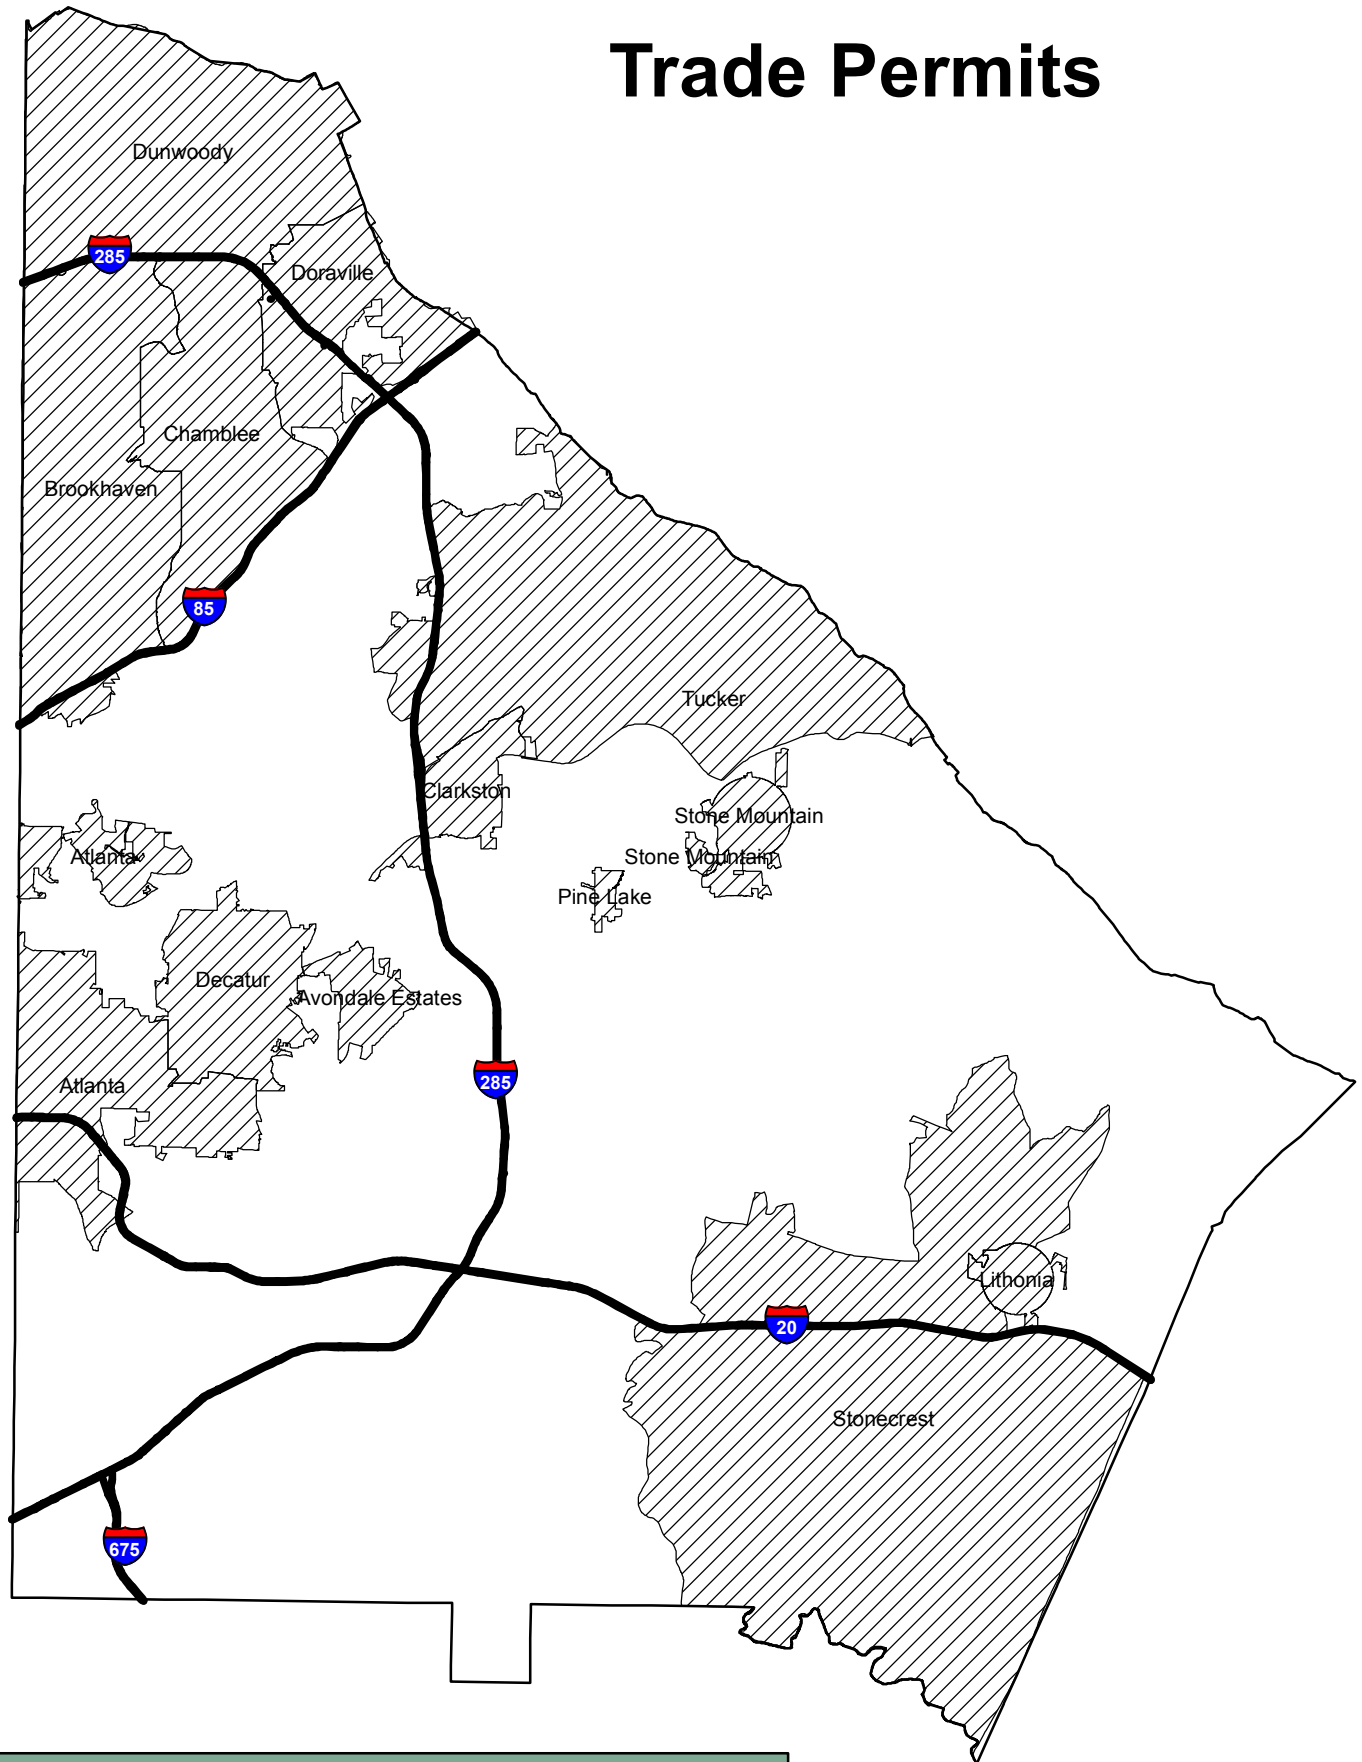 Trade Permits
Dunwoody
285
Doraville
Chamblee
Brookhaven
85
Tucker
Clarkston
Stone Mountain
Stone Mountain
Atlanta
Pine Lake
Decatur
Avondale Estates
285
Atlanta
Lithonia
20
Stonecrest
675